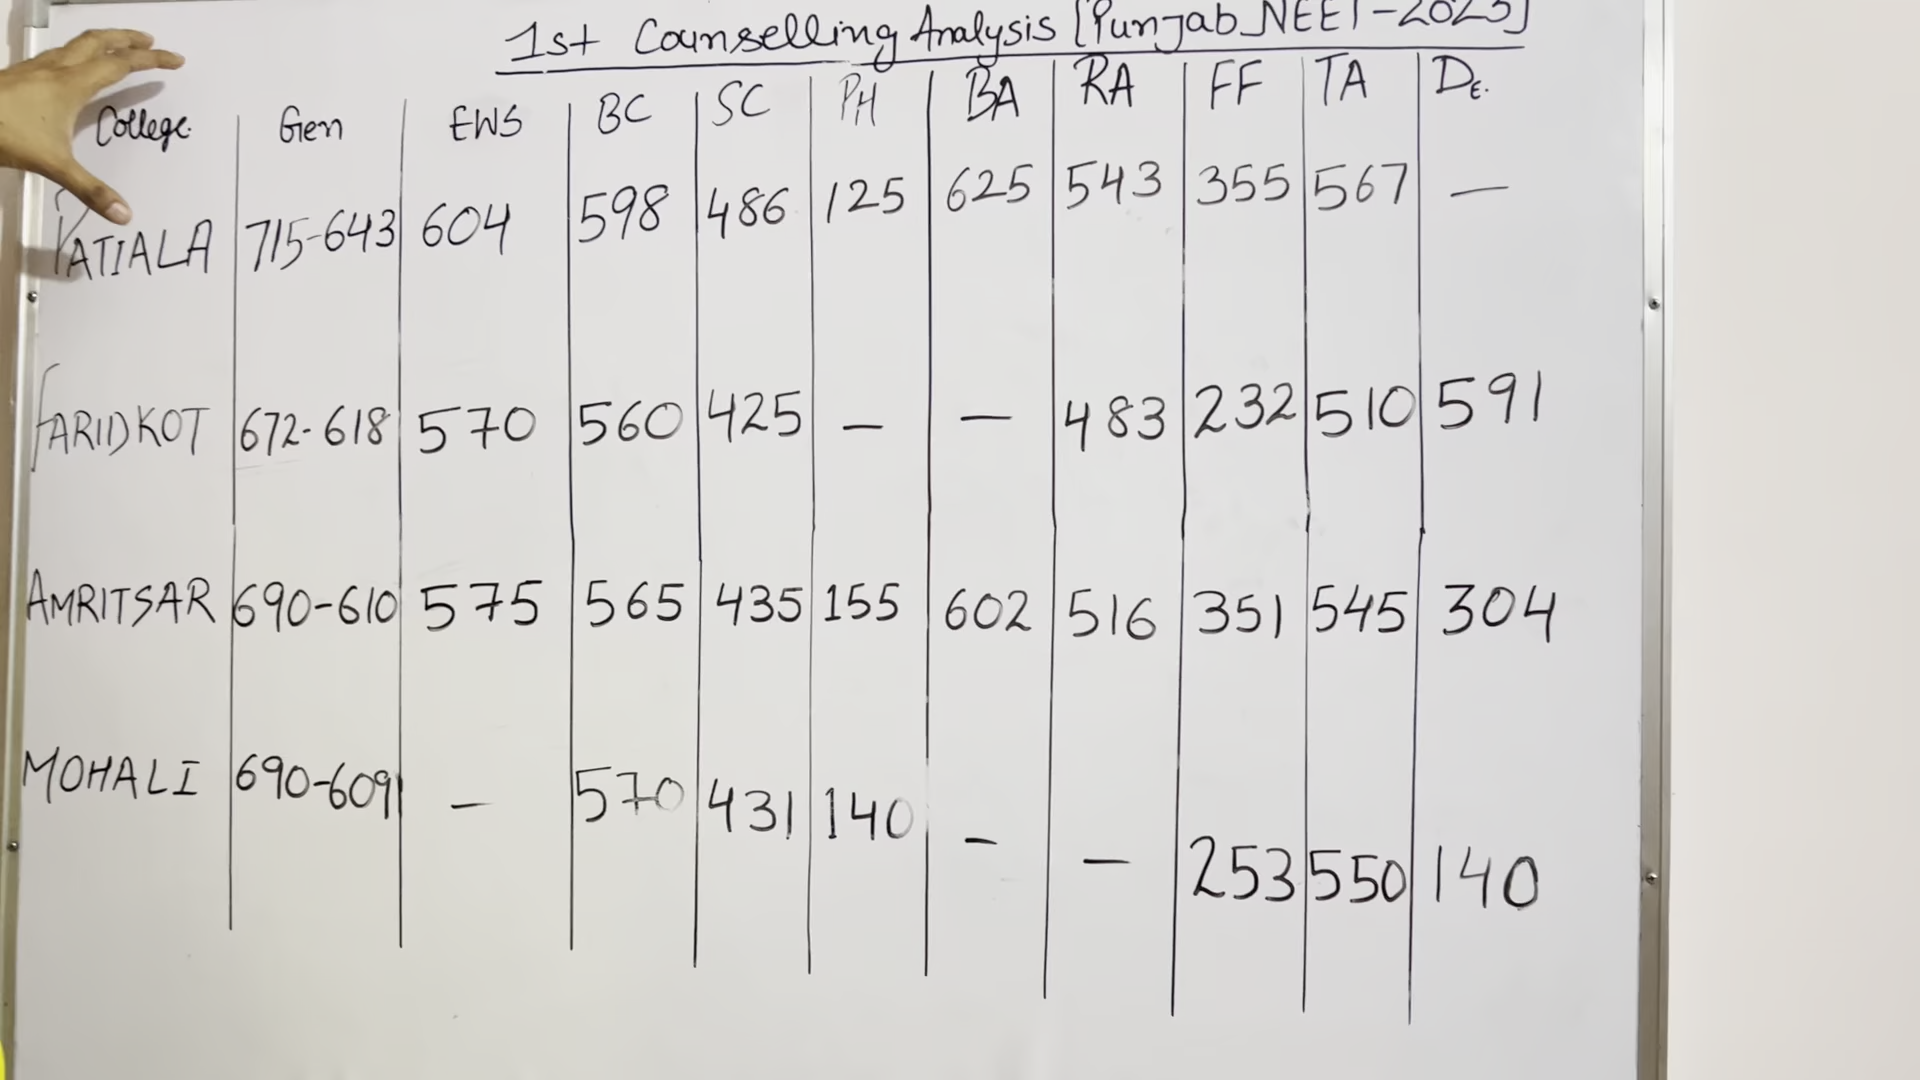 1st Counselling Analysis [Punjab NEET-2023]
College Gen EWS BC SC PH BA RA FF TA DE.
PATIALA 715-643 604 598 486 125 625 543 355 567 —
FARIDKOT 672-618 570 560 425 — — 483 232 510 591
AMRITSAR 690-610 575 565 435 155 602 516 351 545 304
MOHALI 690-609 — 570 431 140 — — 253 550 140